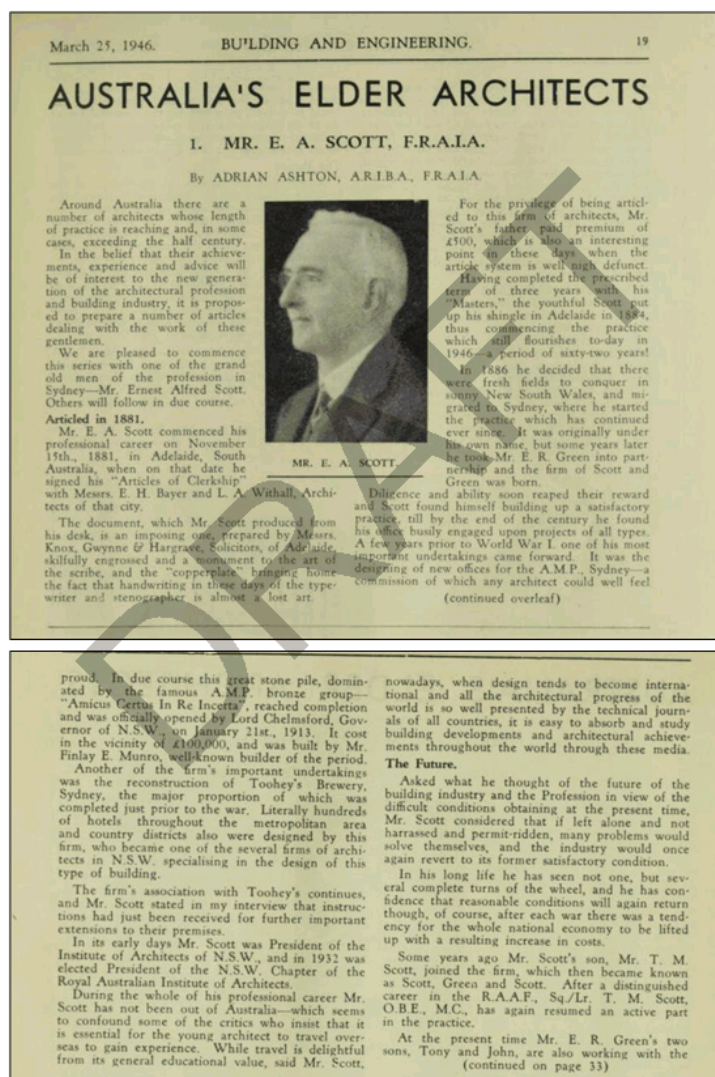 March 25, 1946.
BUILDING AND ENGINEERING.
19
AUSTRALIA'S ELDER ARCHITECTS
1. MR. E. A. SCOTT, F.R.A.I.A.
By ADRIAN ASHTON, A.R.I.B.A., F.R.A.I.A.
Around Australia there are a
number of architects whose length
of practice is reaching and, in some
cases, exceeding the half century.
In the belief that their achieve-
ments, experience and advice will
be of interest to the new genera-
tion of the architectural profession
and building industry, it is propos-
ed to prepare a number of articles
dealing with the work of these
gentlemen.
We are pleased to commence
this series with one of the grand
old men of the profession in
Sydney—Mr. Ernest Alfred Scott.
Others will follow in due course.
Articled in 1881.
Mr. E. A. Scott commenced his
professional career on November
15th., 1881, in Adelaide, South
Australia, when on that date he
signed his "Articles of Clerkship"
with Messrs. E. H. Bayer and L. A. Withall, Archi-
tects of that city.
The document, which Mr. Scott produced from
his desk, is an imposing one, prepared by Messrs.
Knox, Gwynne & Hargrave, Solicitors, of Adelaide,
skilfully engrossed and a monument to the art of
the scribe, and the "copperplate" bringing home
the fact that handwriting in these days of the type-
writer and stenographer is almost a lost art.
MR. E. A. SCOTT.
For the privilege of being articl-
ed to this firm of architects, Mr.
Scott's father paid premium of
£500, which is also an interesting
point in these days when the
article system is well nigh defunct.
Having completed the prescribed
term of three years with his
"Masters," the youthful Scott put
up his shingle in Adelaide in 1884,
thus commencing the practice
which still flourishes to-day in
1946—a period of sixty-two years!
In 1886 he decided that there
were fresh fields to conquer in
sunny New South Wales, and mi-
grated to Sydney, where he started
the practice which has continued
ever since. It was originally under
his own name, but some years later
he took Mr. E. R. Green into part-
nership and the firm of Scott and
Green was born.
Diligence and ability soon reaped their reward
and Scott found himself building up a satisfactory
practice, till by the end of the century he found
his office busily engaged upon projects of all types.
A few years prior to World War I. one of his most
important undertakings came forward. It was the
designing of new offices for the A.M.P., Sydney—a
commission of which any architect could well feel
(continued overleaf)
proud. In due course this great stone pile, domin-
ated by the famous A.M.P. bronze group—
"Amicus Certus In Re Incerta", reached completion
and was officially opened by Lord Chelmsford, Gov-
ernor of N.S.W., on January 21st., 1913. It cost
in the vicinity of £100,000, and was built by Mr.
Finlay E. Munro, well-known builder of the period.
Another of the firm's important undertakings
was the reconstruction of Toohey's Brewery,
Sydney, the major proportion of which was
completed just prior to the war. Literally hundreds
of hotels throughout the metropolitan area
and country districts also were designed by this
firm, who became one of the several firms of archi-
tects in N.S.W. specialising in the design of this
type of building.
The firm's association with Toohey's continues,
and Mr. Scott stated in my interview that instruc-
tions had just been received for further important
extensions to their premises.
In its early days Mr. Scott was President of the
Institute of Architects of N.S.W., and in 1932 was
elected President of the N.S.W. Chapter of the
Royal Australian Institute of Architects.
During the whole of his professional career Mr.
Scott has not been out of Australia—which seems
to confound some of the critics who insist that it
is essential for the young architect to travel over-
seas to gain experience. While travel is delightful
from its general educational value, said Mr. Scott,
nowadays, when design tends to become interna-
tional and all the architectural progress of the
world is so well presented by the technical journ-
als of all countries, it is easy to absorb and study
building developments and architectural achieve-
ments throughout the world through these media.
The Future.
Asked what he thought of the future of the
building industry and the Profession in view of the
difficult conditions obtaining at the present time,
Mr. Scott considered that if left alone and not
harrassed and permit-ridden, many problems would
solve themselves, and the industry would once
again revert to its former satisfactory condition.
In his long life he has seen not one, but sev-
eral complete turns of the wheel, and he has con-
fidence that reasonable conditions will again return
though, of course, after each war there was a tend-
ency for the whole national economy to be lifted
up with a resulting increase in costs.
Some years ago Mr. Scott's son, Mr. T. M.
Scott, joined the firm, which then became known
as Scott, Green and Scott. After a distinguished
career in the R.A.A.F., Sq./Lr. T. M. Scott,
O.B.E., M.C., has again resumed an active part
in the practice.
At the present time Mr. E. R. Green's two
sons, Tony and John, are also working with the
(continued on page 33)
DRAFT